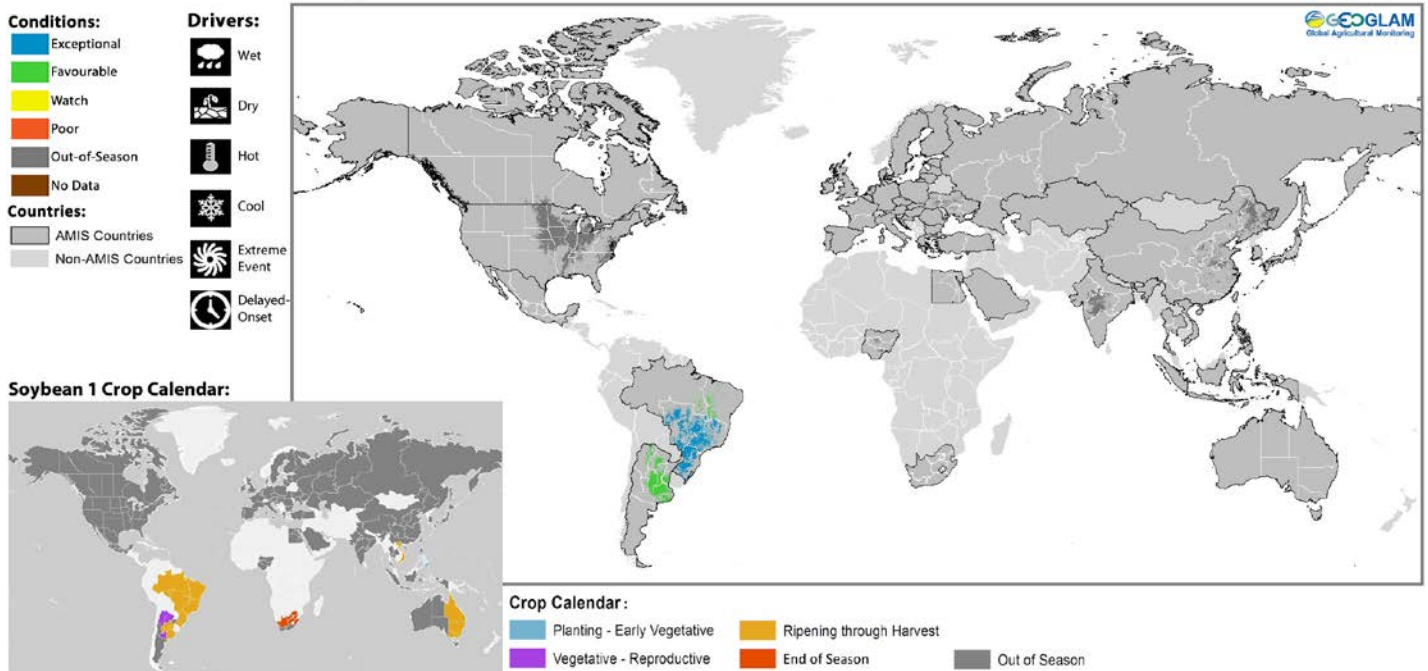 Conditions:
Exceptional
Favourable
Watch
Poor
Out-of-Season
No Data
Countries:
AMIS Countries
Non-AMIS Countries
Drivers:
Wet
Dry
Hot
Cool
Extreme
Event
Delayed-
Onset
GEOGLAM
Global Agricultural Monitoring
Soybean 1 Crop Calendar:
Crop Calendar :
Planting - Early Vegetative
Ripening through Harvest
Vegetative - Reproductive
End of Season
Out of Season